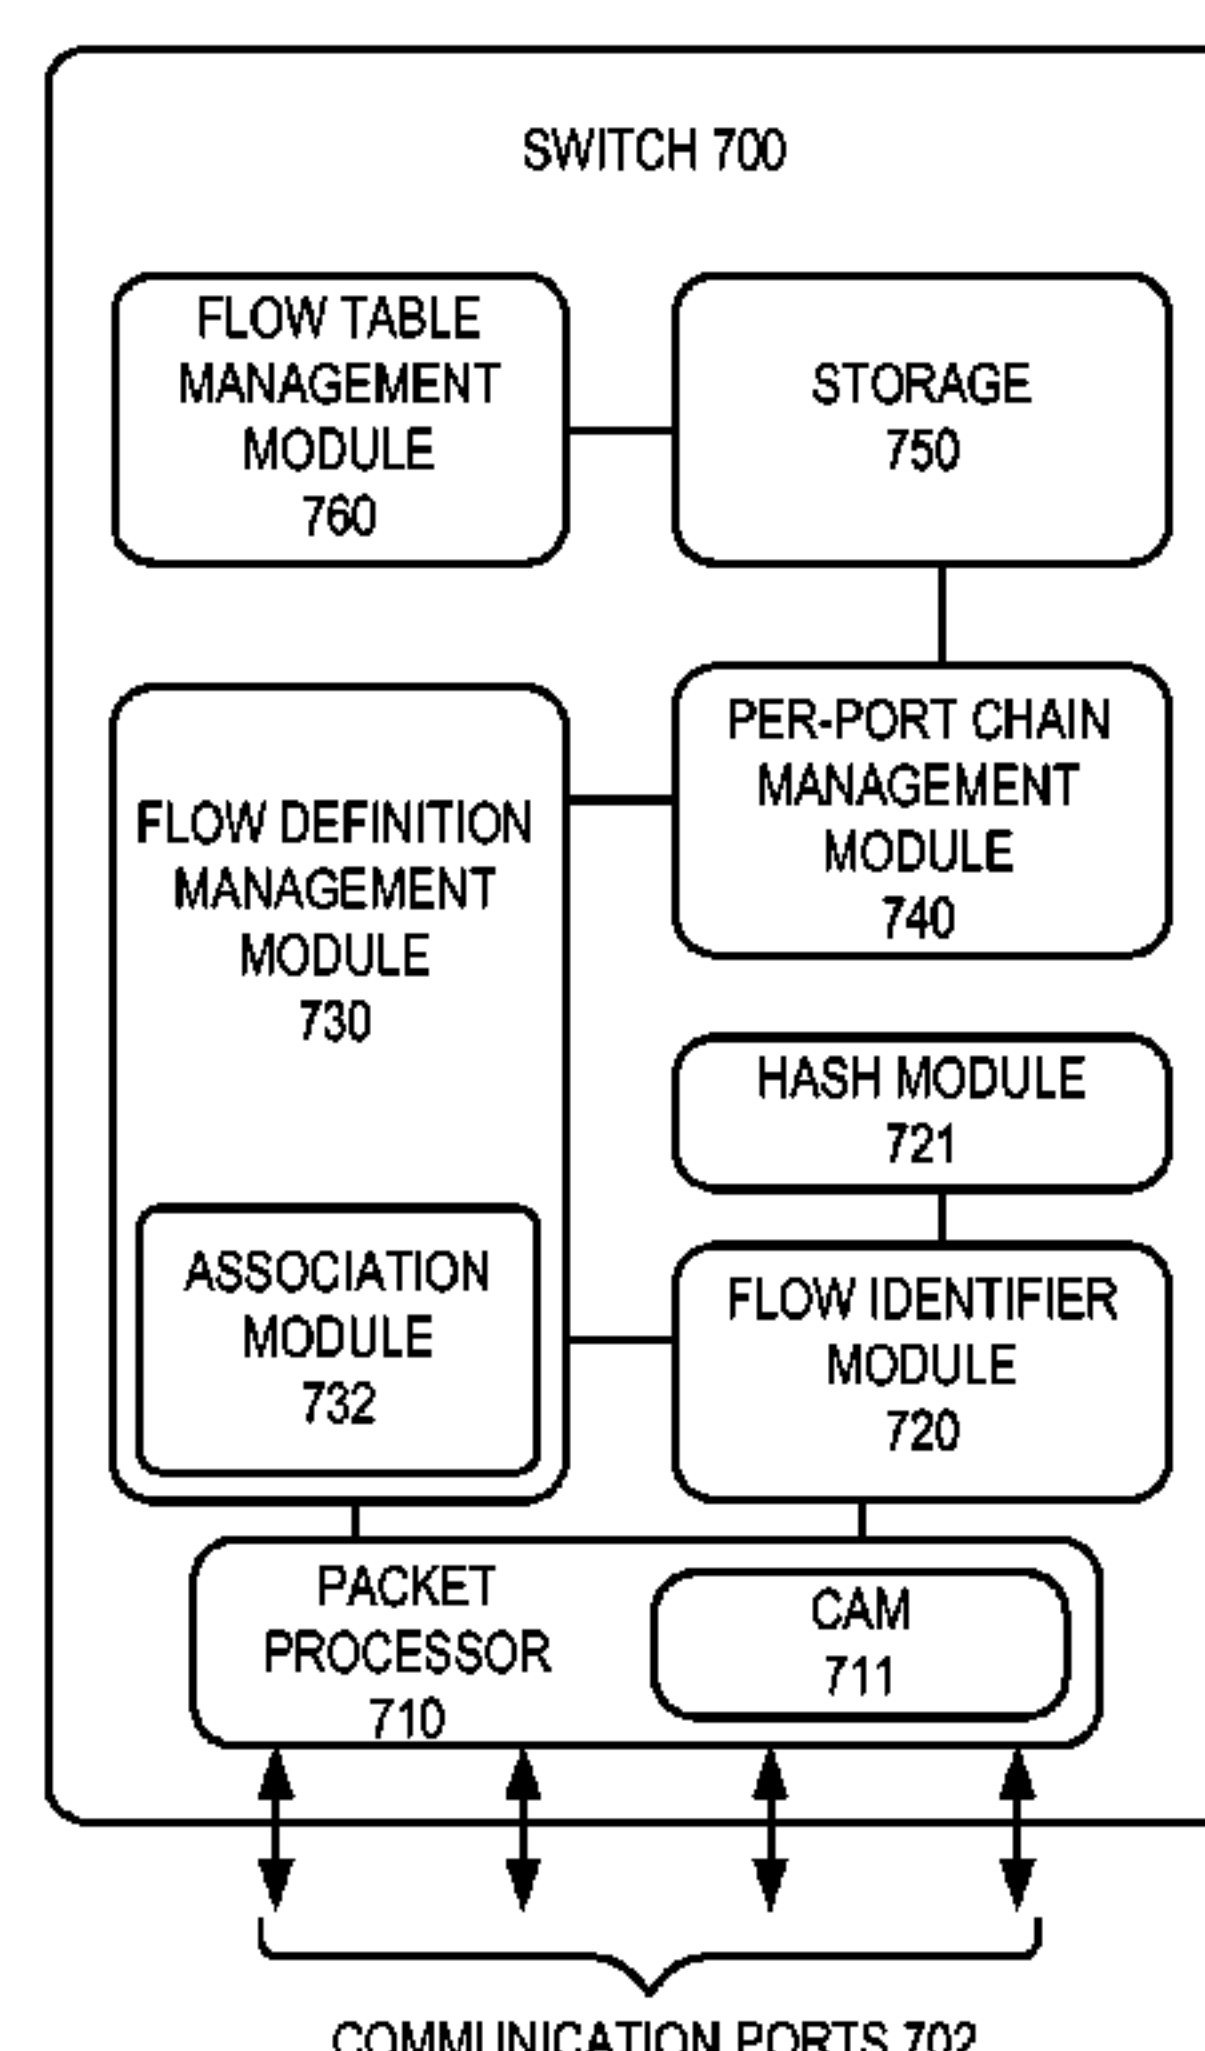 SWITCH 700
FLOW TABLE
MANAGEMENT
MODULE
760
STORAGE
750
PER-PORT CHAIN
MANAGEMENT
MODULE
740
FLOW DEFINITION
MANAGEMENT
MODULE
730
HASH MODULE
721
ASSOCIATION
MODULE
732
FLOW IDENTIFIER
MODULE
720
PACKET
PROCESSOR
710
CAM
711
COMMUNICATION PORTS 702